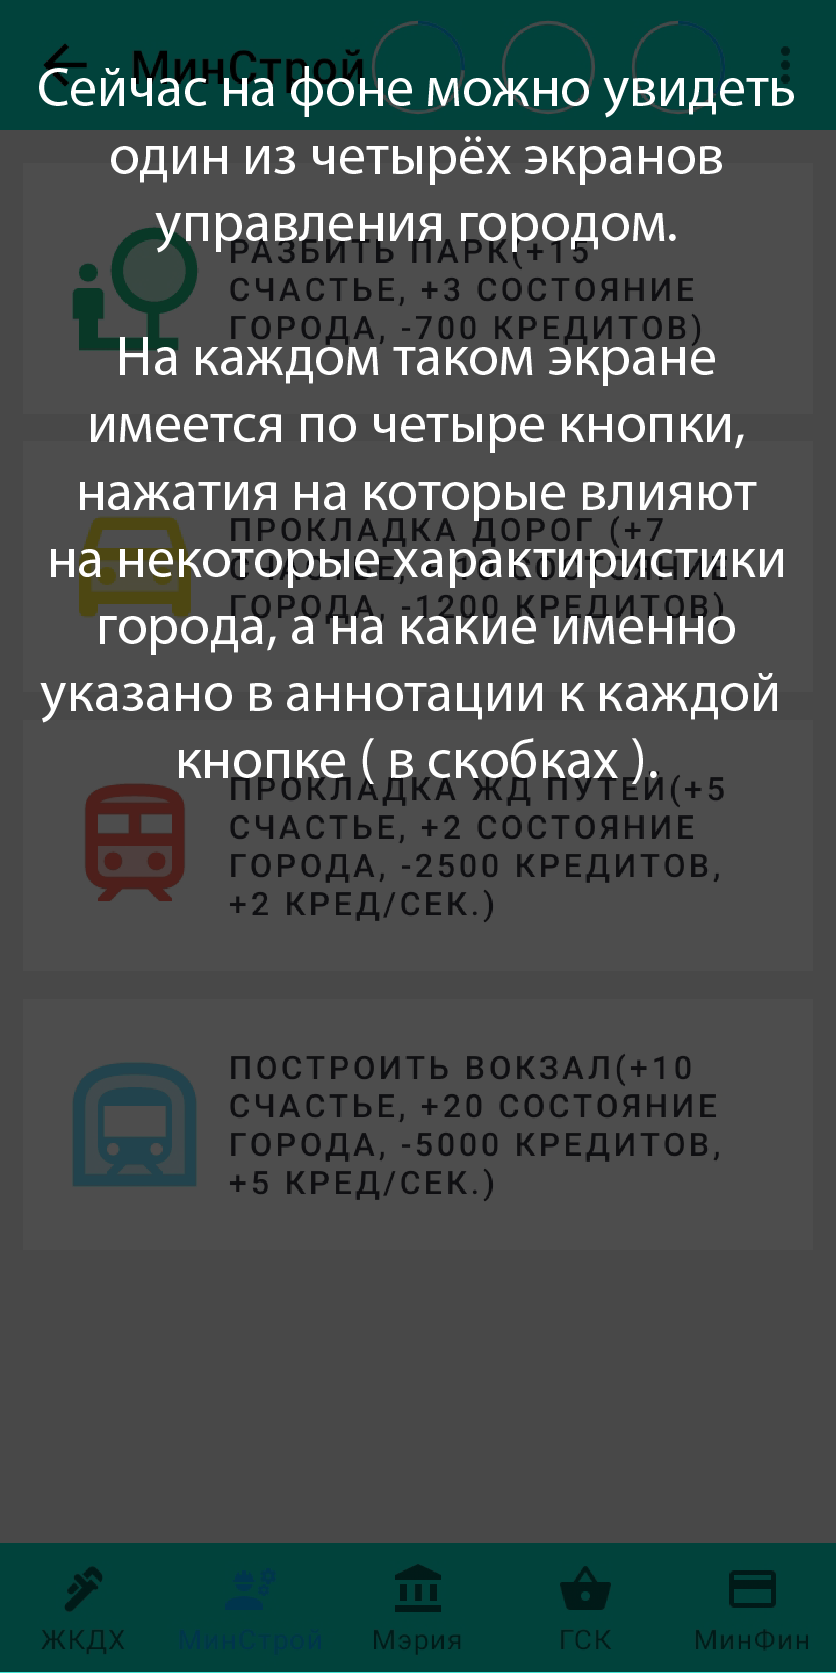 МинСтрой
Сейчас на фоне можно увидеть
один из четырёх экранов
управления городом.
РАЗБИТЬ ПАРК(+15
СЧАСТЬЕ, +3 СОСТОЯНИЕ
ГОРОДА, -700 КРЕДИТОВ)
На каждом таком экране
имеется по четыре кнопки,
нажатия на которые влияют
на некоторые характиристики
города, а на какие именно
указано в аннотации к каждой
кнопке ( в скобках ).
ПРОКЛАДКА ДОРОГ (+7
СЧАСТЬЕ, СОСТОЯНИЕ
ГОРОДА, -1200 КРЕДИТОВ)
ПРОКЛАДКА ЖД ПУТЕЙ(+5
СЧАСТЬЕ, +2 СОСТОЯНИЕ
ГОРОДА, -2500 КРЕДИТОВ,
+2 КРЕД/СЕК.)
ПОСТРОИТЬ ВОКЗАЛ(+10
СЧАСТЬЕ, +20 СОСТОЯНИЕ
ГОРОДА, -5000 КРЕДИТОВ,
+5 КРЕД/СЕК.)
ЖКДХ МинСтрой Мэрия ГСК МинФин